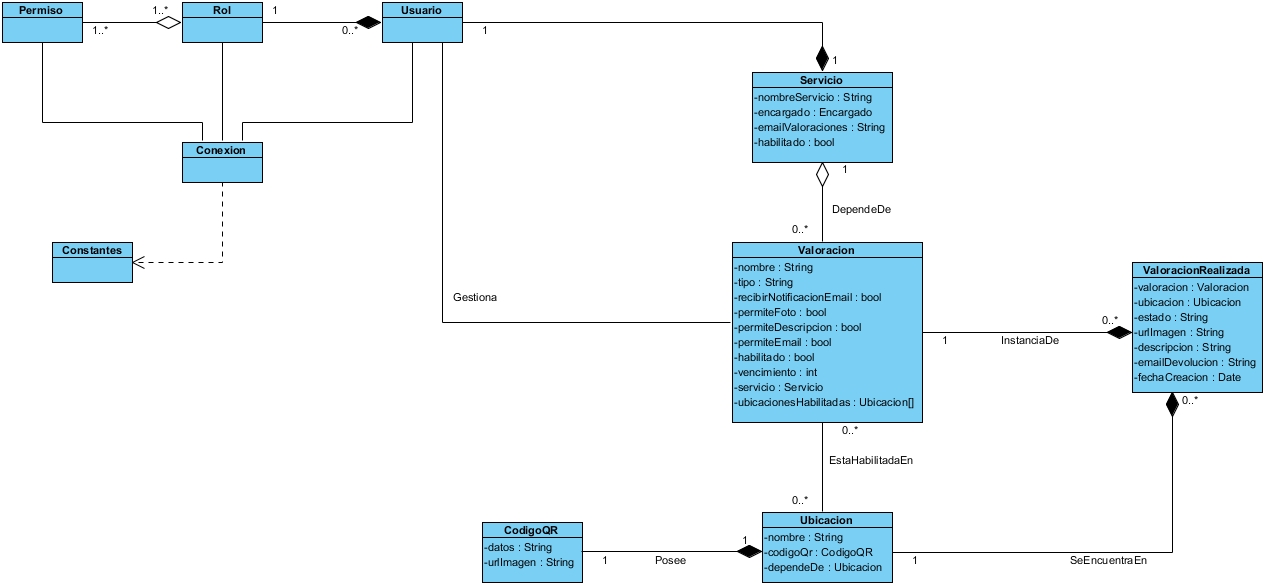 Permiso
1..*
1..*
Rol
1
0..*
Usuario
1
1
Servicio
-nombreServicio : String
-encargado : Encargado
-emailValoraciones : String
-habilitado : bool
1
DependeDe
0..*
Conexion
Constantes
Gestiona
Valoracion
-nombre : String
-tipo : String
-recibirNotificacionEmail : bool
-permiteFoto : bool
-permiteDescripcion : bool
-permiteEmail : bool
-habilitado : bool
-vencimiento : int
-servicio : Servicio
-ubicacionesHabilitadas : Ubicacion[]
1
InstanciaDe
0..*
ValoracionRealizada
-valoracion : Valoracion
-ubicacion : Ubicacion
-estado : String
-urlImagen : String
-descripcion : String
-emailDevolucion : String
-fechaCreacion : Date
0..*
0..*
EstaHabilitadaEn
0..*
CodigoQR
-datos : String
-urlImagen : String
1
Posee
1
Ubicacion
-nombre : String
-codigoQr : CodigoQR
-dependeDe : Ubicacion
1
SeEncuentraEn